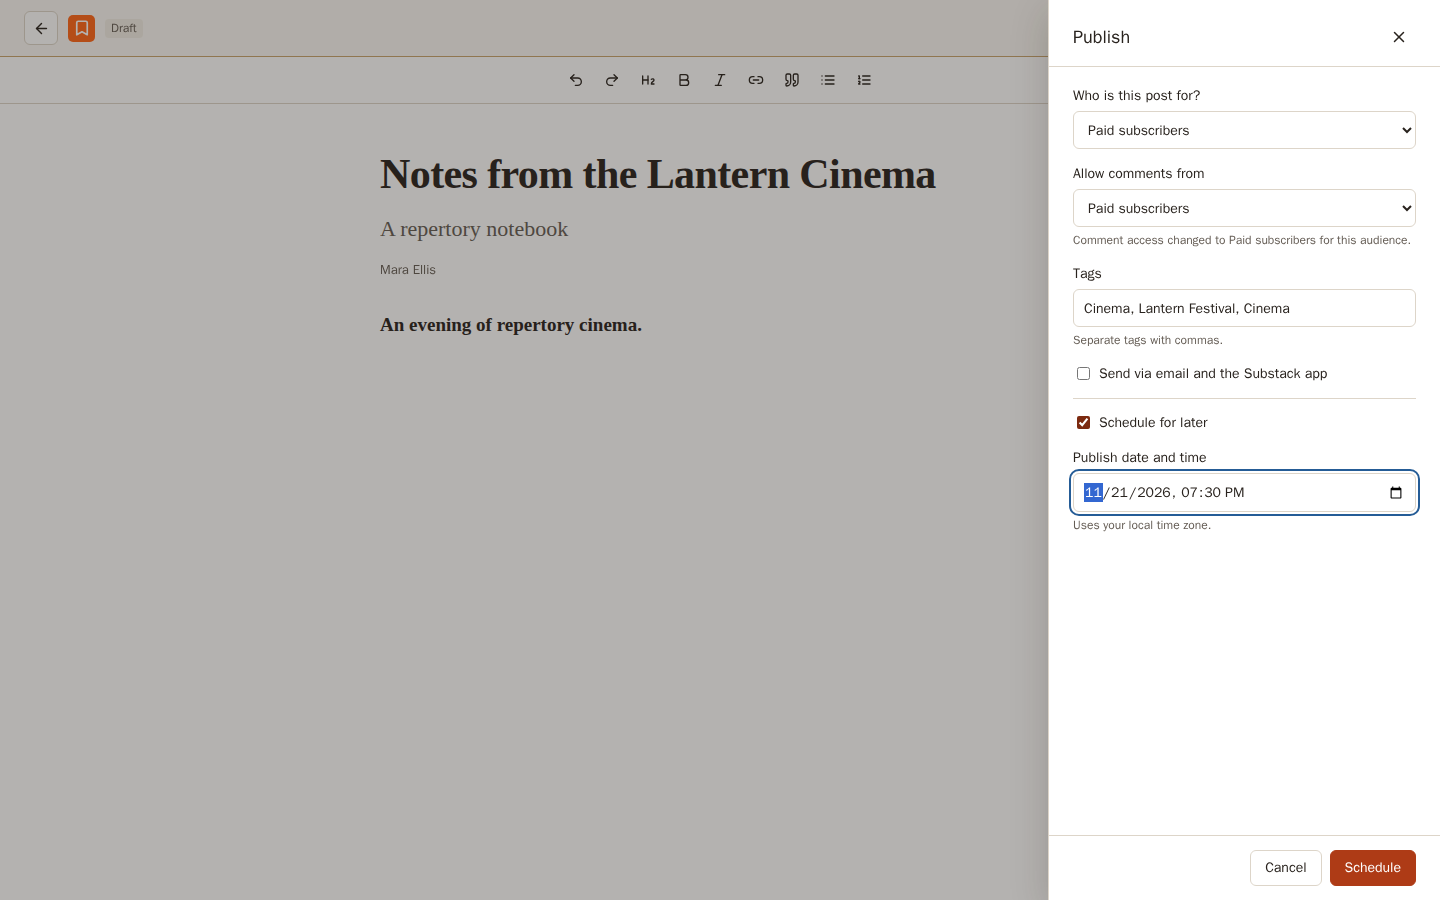 Draft
Publish
H2
Notes from the Lantern Cinema
A repertory notebook
Mara Ellis
An evening of repertory cinema.
Who is this post for?
Paid subscribers
Allow comments from
Paid subscribers
Comment access changed to Paid subscribers for this audience.
Tags
Cinema, Lantern Festival, Cinema
Separate tags with commas.
Send via email and the Substack app
Schedule for later
Publish date and time
11/21/2026, 07:30 PM
Uses your local time zone.
Cancel
Schedule